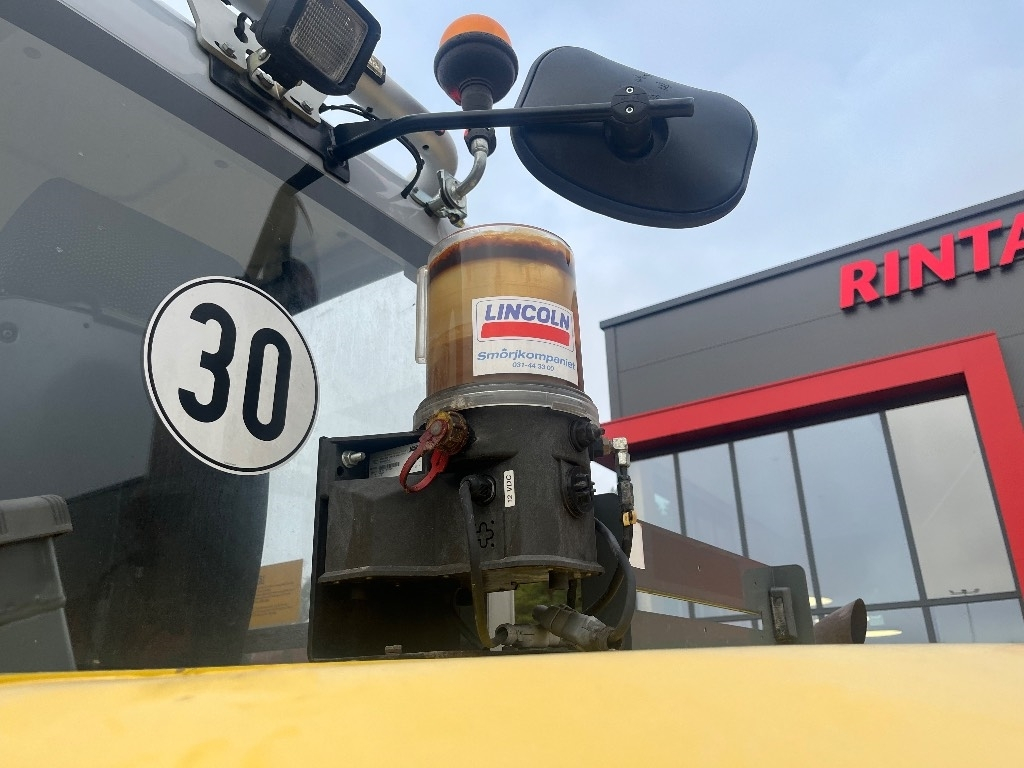 30
LINCOLN
Smörjkompaniet
031-44 33 00
12 VDC
RINTA